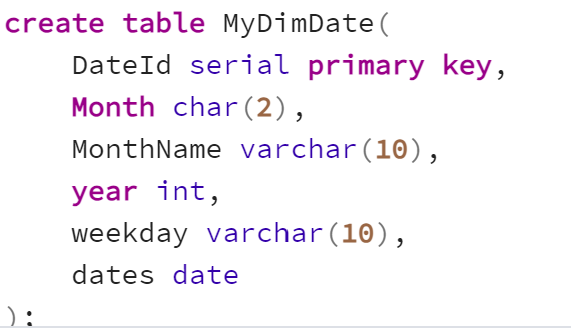 create table MyDimDate(
    DateId serial primary key,
    Month char(2),
    MonthName varchar(10),
    year int,
    weekday varchar(10),
    dates date
);